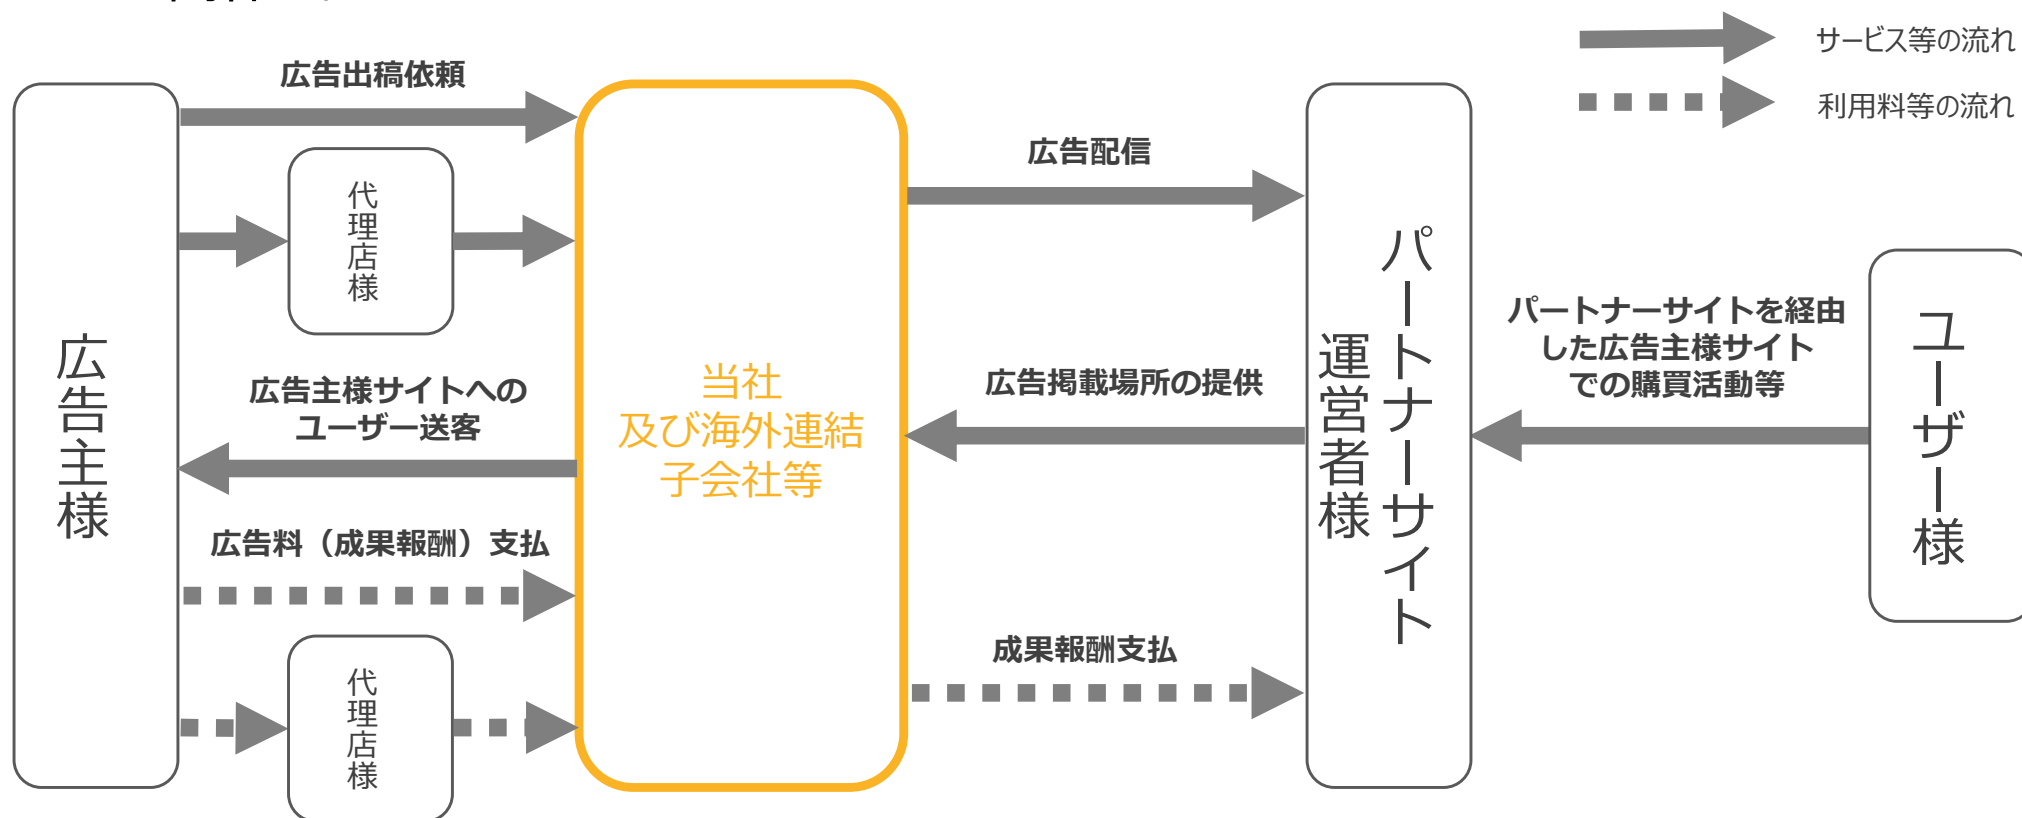 サービス等の流れ
利用料等の流れ
広告出稿依頼
代理店様
広告主様
広告主様サイトへの
ユーザー送客
広告料（成果報酬）支払
代理店様
当社
及び海外連結
子会社等
広告配信
広告掲載場所の提供
成果報酬支払
パートナーサイト
運営者様
パートナーサイトを経由
した広告主様サイト
での購買活動等
ユーザー様